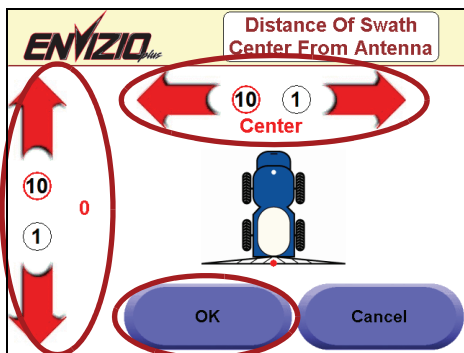 ENVIZIO plus
Distance Of Swath
Center From Antenna
10 1
Center
10
0
1
OK Cancel